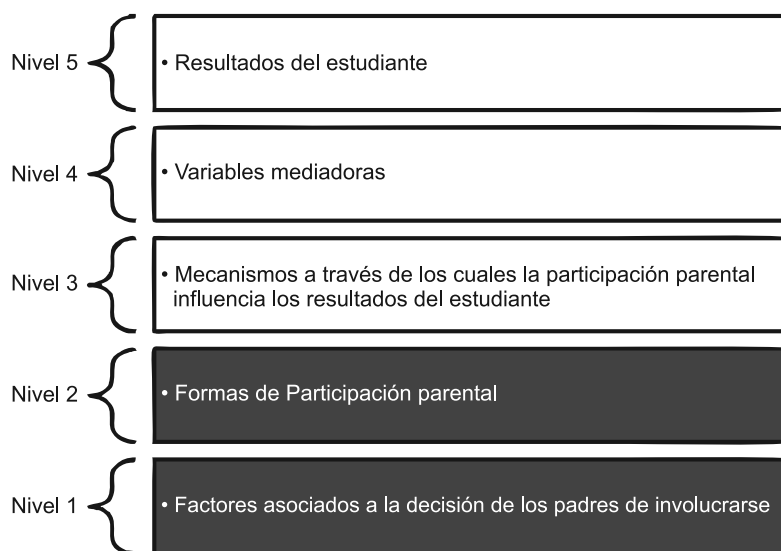 Nivel 5
• Resultados del estudiante
Nivel 4
• Variables mediadoras
Nivel 3
• Mecanismos a través de los cuales la participación parental
influencia los resultados del estudiante
Nivel 2
• Formas de Participación parental
Nivel 1
• Factores asociados a la decisión de los padres de involucrarse